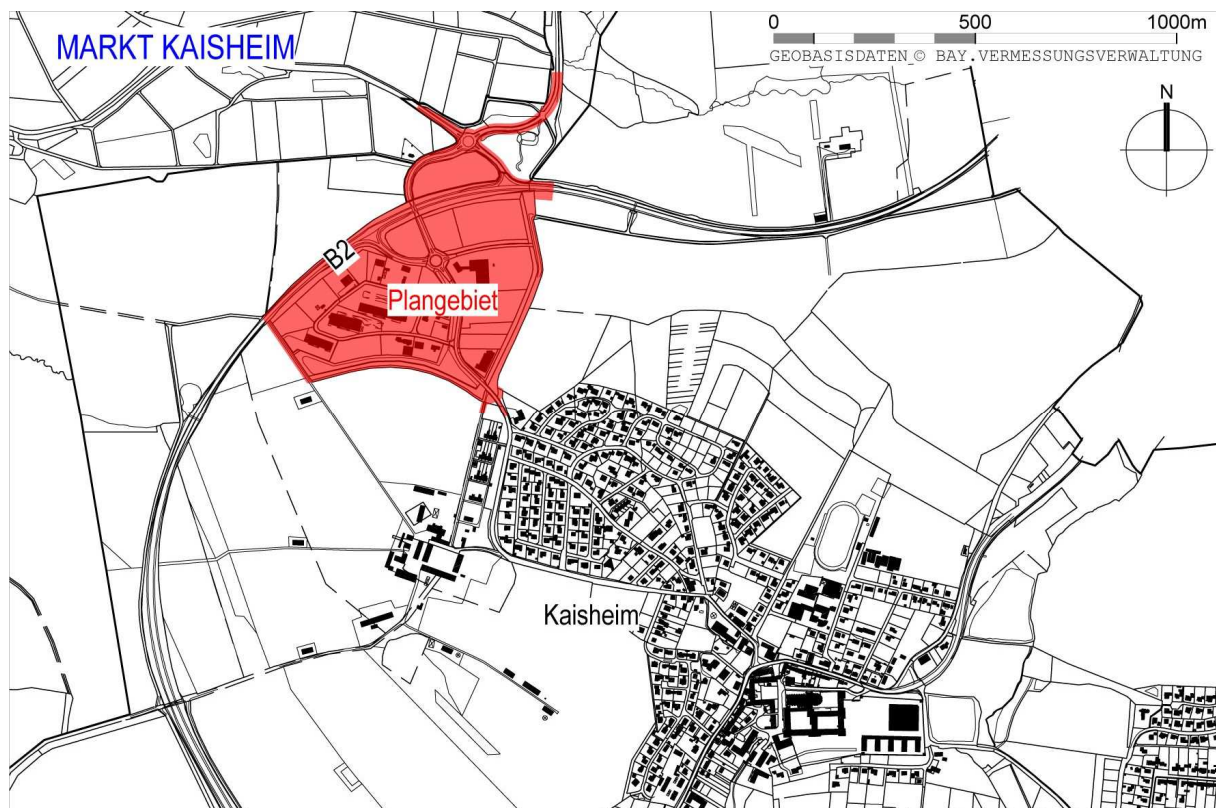 MARKT KAISHEIM
0 500 1000m
GEOBASISDATEN © BAY.VERMESSUNGSVERWALTUNG
N
B2
Plangebiet
Kaisheim